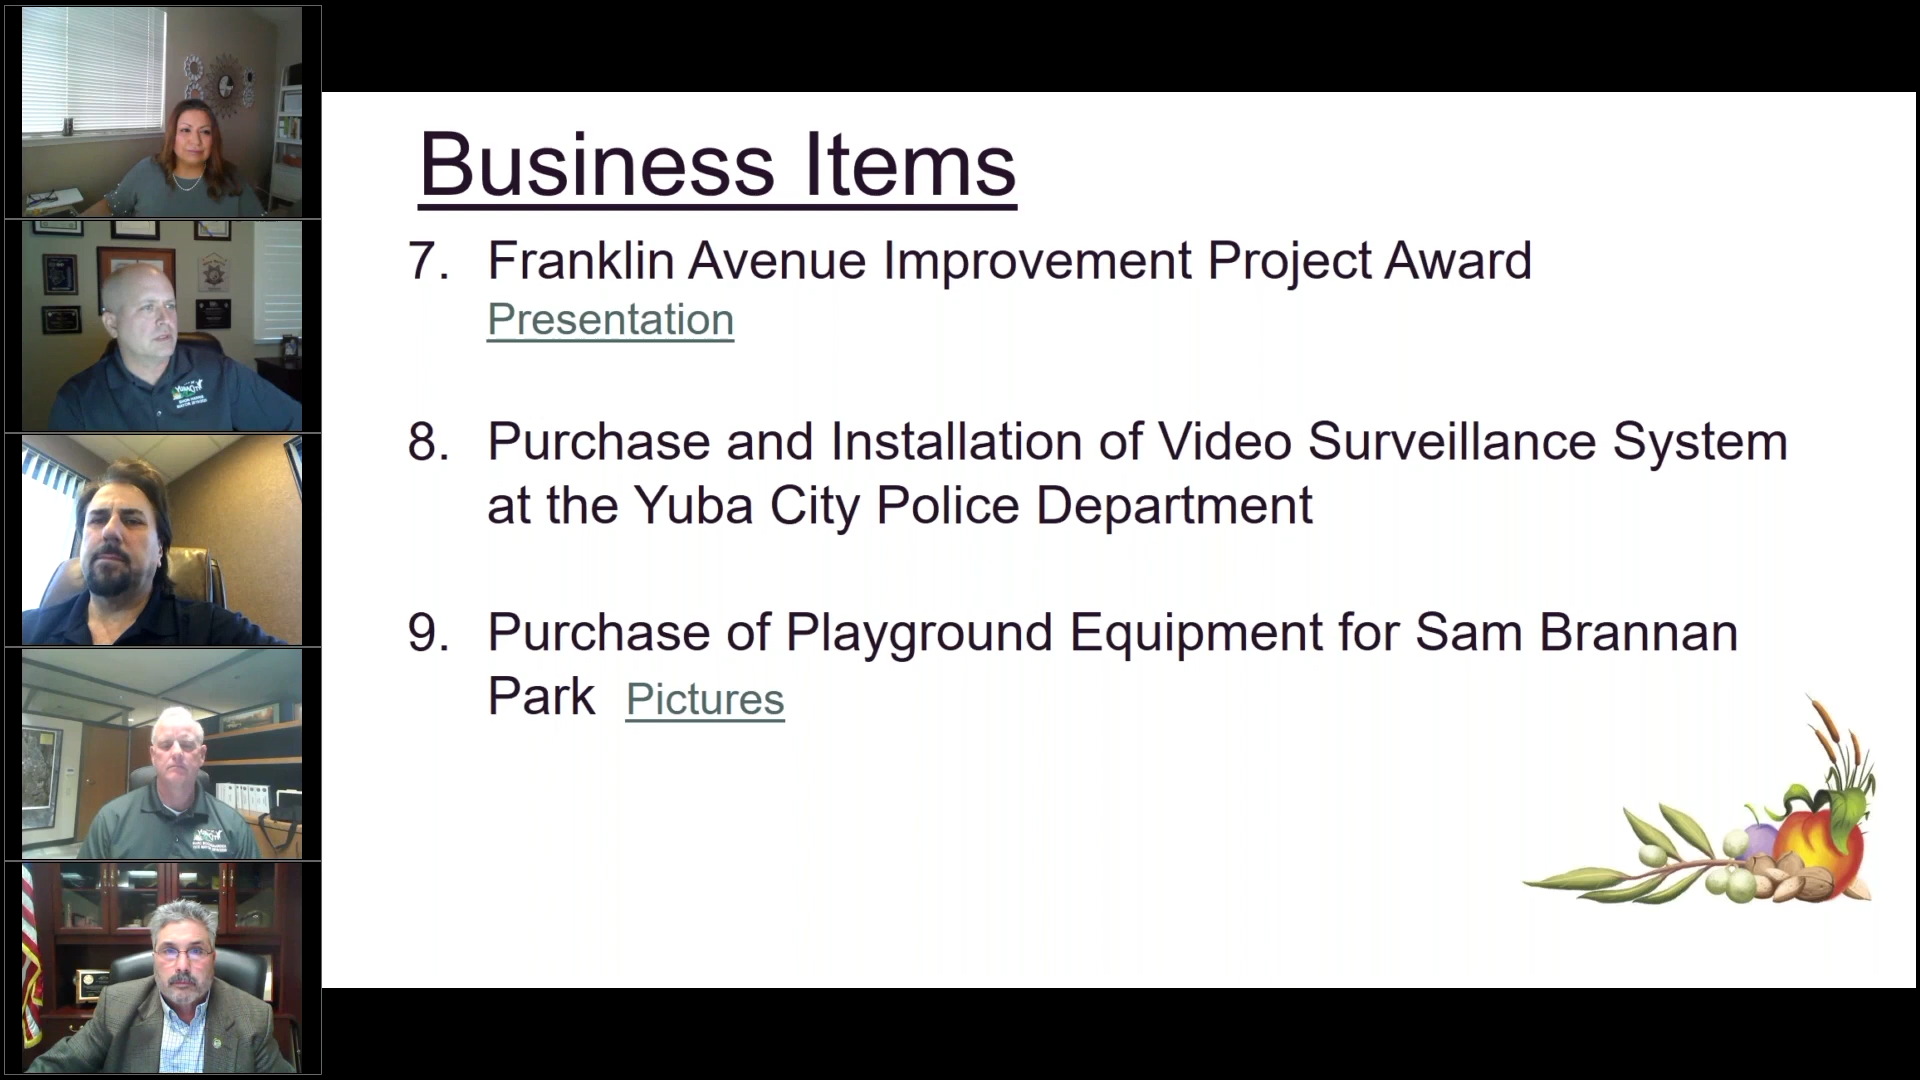 Business Items
7. Franklin Avenue Improvement Project Award
Presentation
8. Purchase and Installation of Video Surveillance System
at the Yuba City Police Department
9. Purchase of Playground Equipment for Sam Brannan
Park Pictures